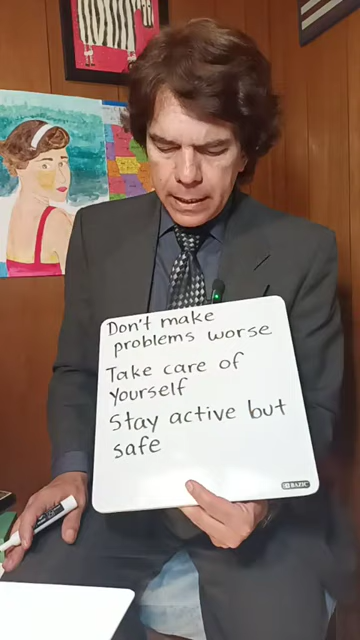 Don't make
problems worse
Take care of
yourself
Stay active but
safe
BAZIC